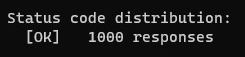 Status code distribution:
  [OK]   1000 responses